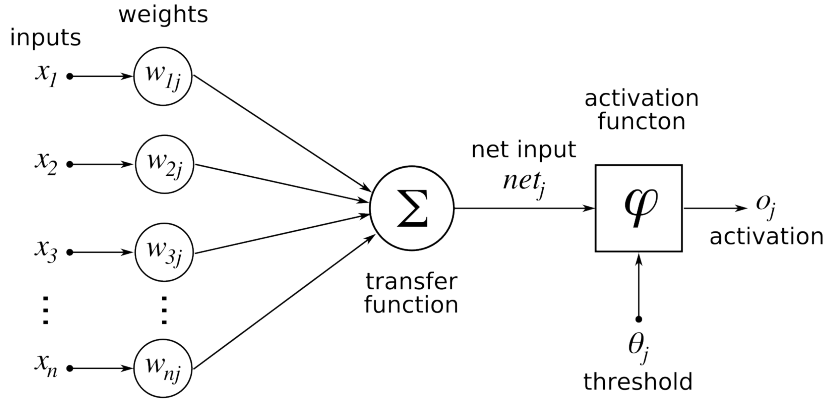 weights
inputs
x1 w1j
x2 w2j
x3 w3j
xn wnj
Σ
transfer
function
net input
netj
activation
functon
φ
oj
activation
θj
threshold